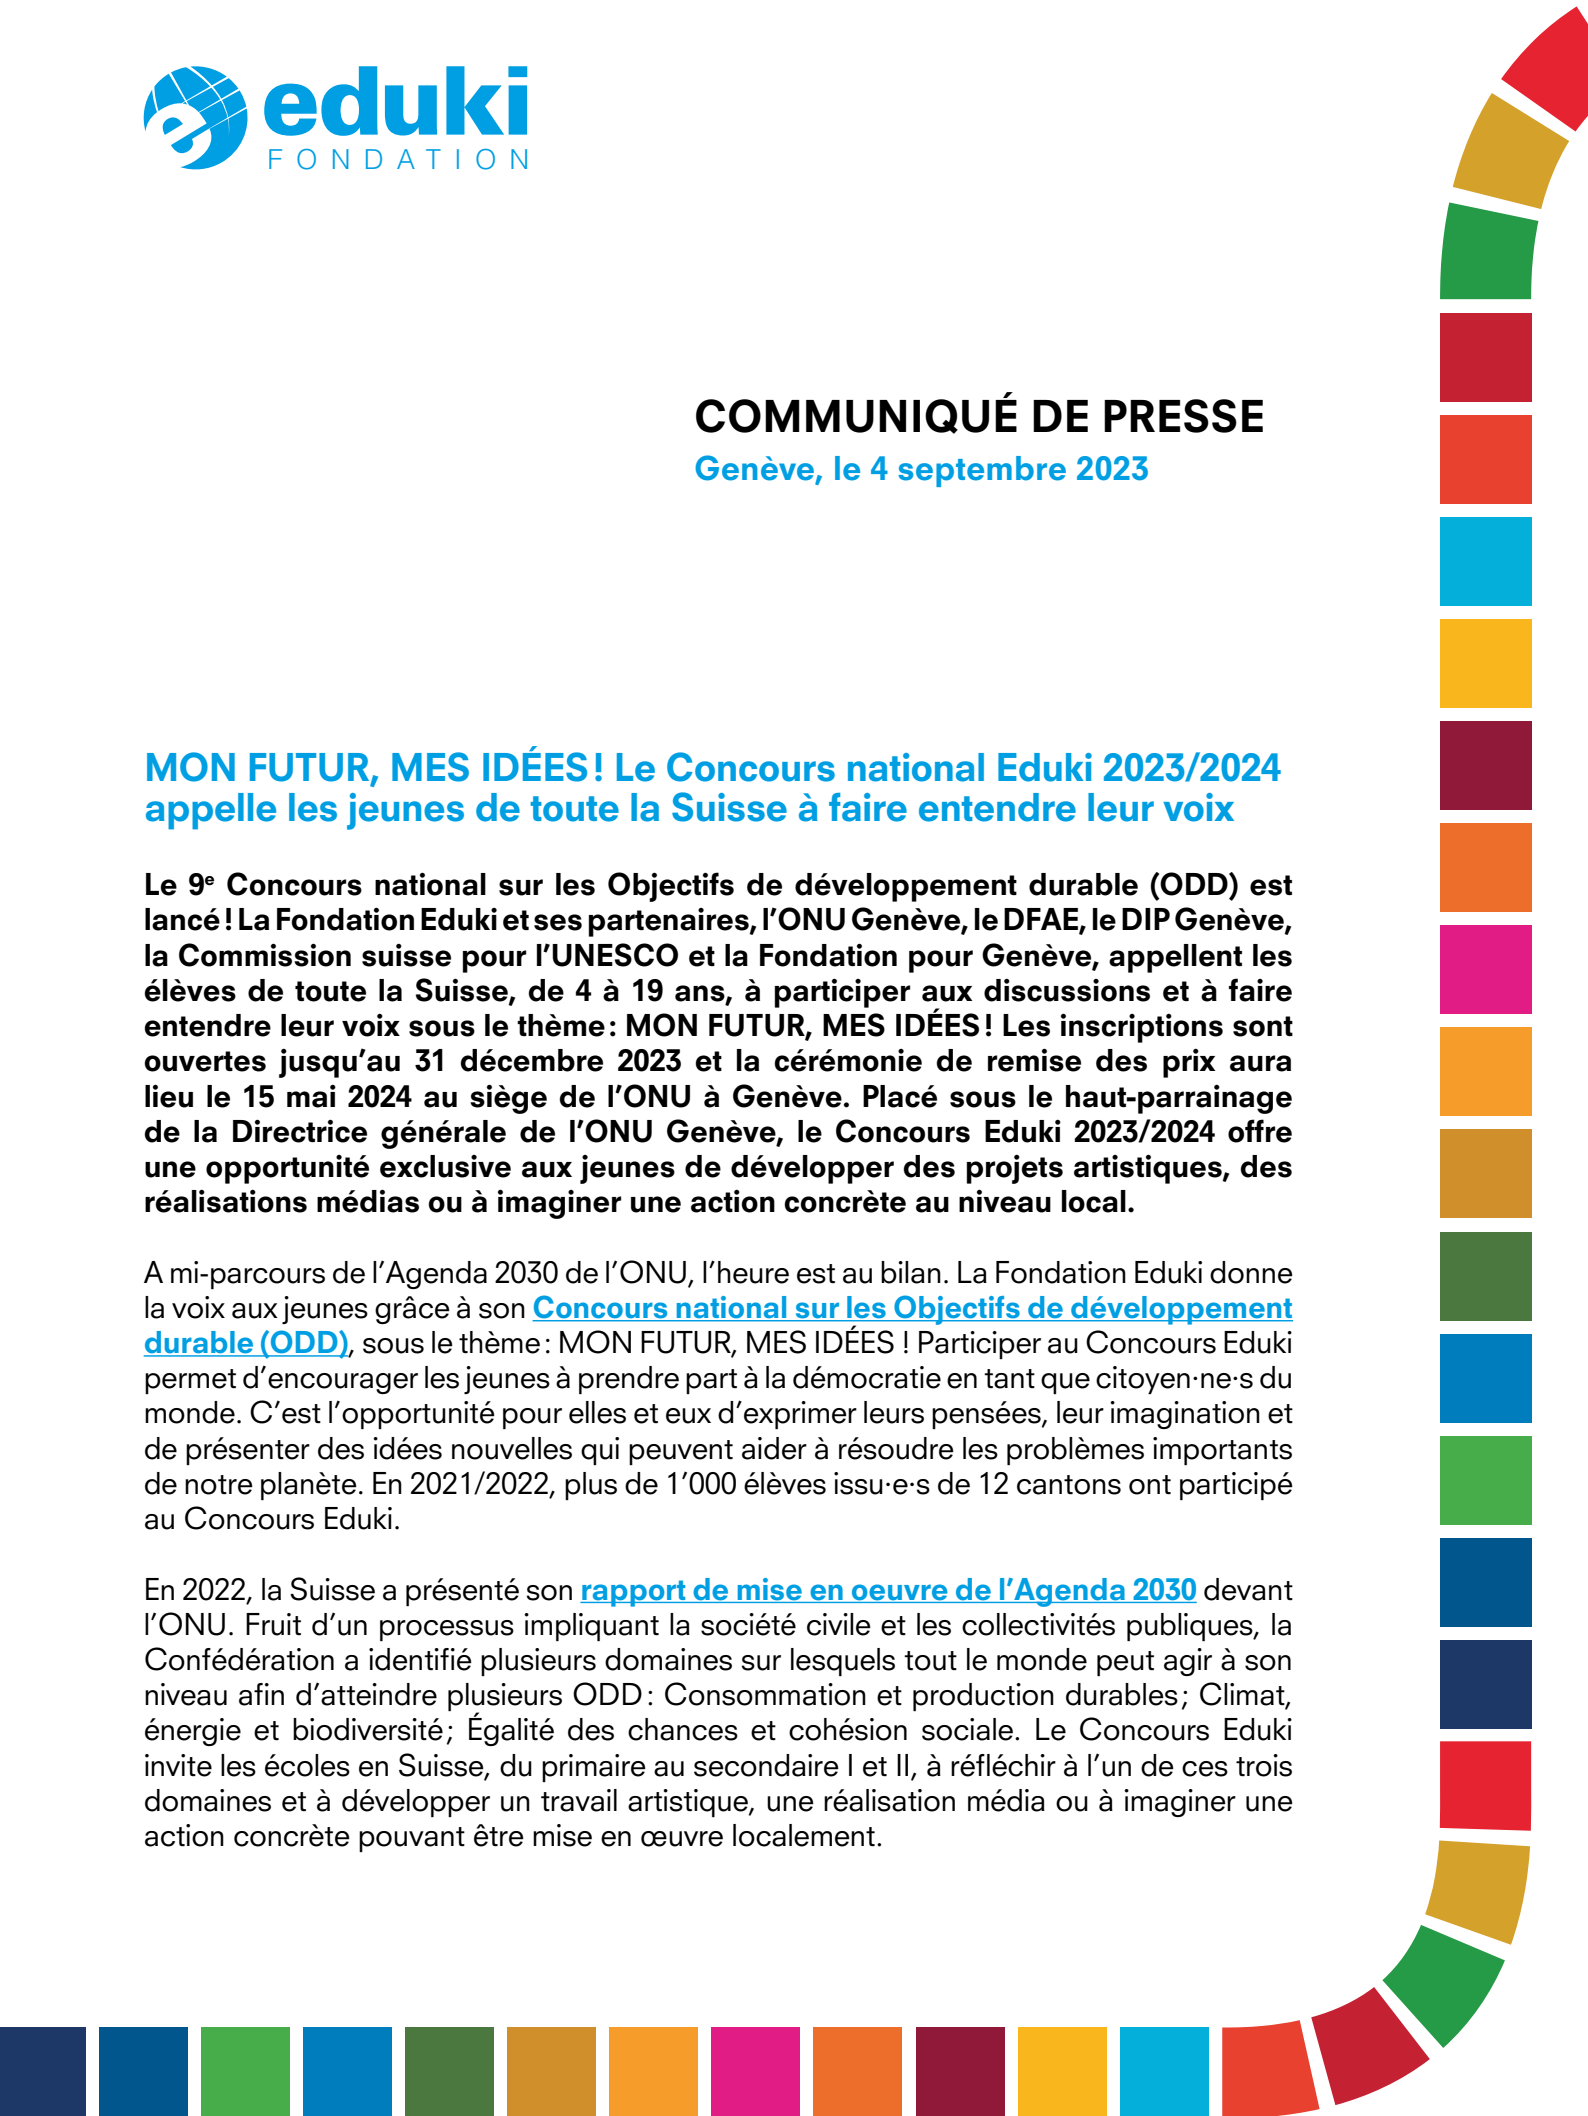 eduki
FONDATION
COMMUNIQUÉ DE PRESSE
Genève, le 4 septembre 2023
MON FUTUR, MES IDÉES ! Le Concours national Eduki 2023/2024
appelle les jeunes de toute la Suisse à faire entendre leur voix
Le 9e Concours national sur les Objectifs de développement durable (ODD) est
lancé ! La Fondation Eduki et ses partenaires, l’ONU Genève, le DFAE, le DIP Genève,
la Commission suisse pour l’UNESCO et la Fondation pour Genève, appellent les
élèves de toute la Suisse, de 4 à 19 ans, à participer aux discussions et à faire
entendre leur voix sous le thème : MON FUTUR, MES IDÉES ! Les inscriptions sont
ouvertes jusqu’au 31 décembre 2023 et la cérémonie de remise des prix aura
lieu le 15 mai 2024 au siège de l’ONU à Genève. Placé sous le haut-parrainage
de la Directrice générale de l’ONU Genève, le Concours Eduki 2023/2024 offre
une opportunité exclusive aux jeunes de développer des projets artistiques, des
réalisations médias ou à imaginer une action concrète au niveau local.
A mi-parcours de l’Agenda 2030 de l’ONU, l’heure est au bilan. La Fondation Eduki donne
la voix aux jeunes grâce à son Concours national sur les Objectifs de développement
durable (ODD), sous le thème : MON FUTUR, MES IDÉES ! Participer au Concours Eduki
permet d’encourager les jeunes à prendre part à la démocratie en tant que citoyen·ne·s du
monde. C’est l’opportunité pour elles et eux d’exprimer leurs pensées, leur imagination et
de présenter des idées nouvelles qui peuvent aider à résoudre les problèmes importants
de notre planète. En 2021/2022, plus de 1’000 élèves issu·e·s de 12 cantons ont participé
au Concours Eduki.
En 2022, la Suisse a présenté son rapport de mise en oeuvre de l’Agenda 2030 devant
l’ONU. Fruit d’un processus impliquant la société civile et les collectivités publiques, la
Confédération a identifié plusieurs domaines sur lesquels tout le monde peut agir à son
niveau afin d’atteindre plusieurs ODD : Consommation et production durables ; Climat,
énergie et biodiversité ; Égalité des chances et cohésion sociale. Le Concours Eduki
invite les écoles en Suisse, du primaire au secondaire I et II, à réfléchir à l’un de ces trois
domaines et à développer un travail artistique, une réalisation média ou à imaginer une
action concrète pouvant être mise en œuvre localement.